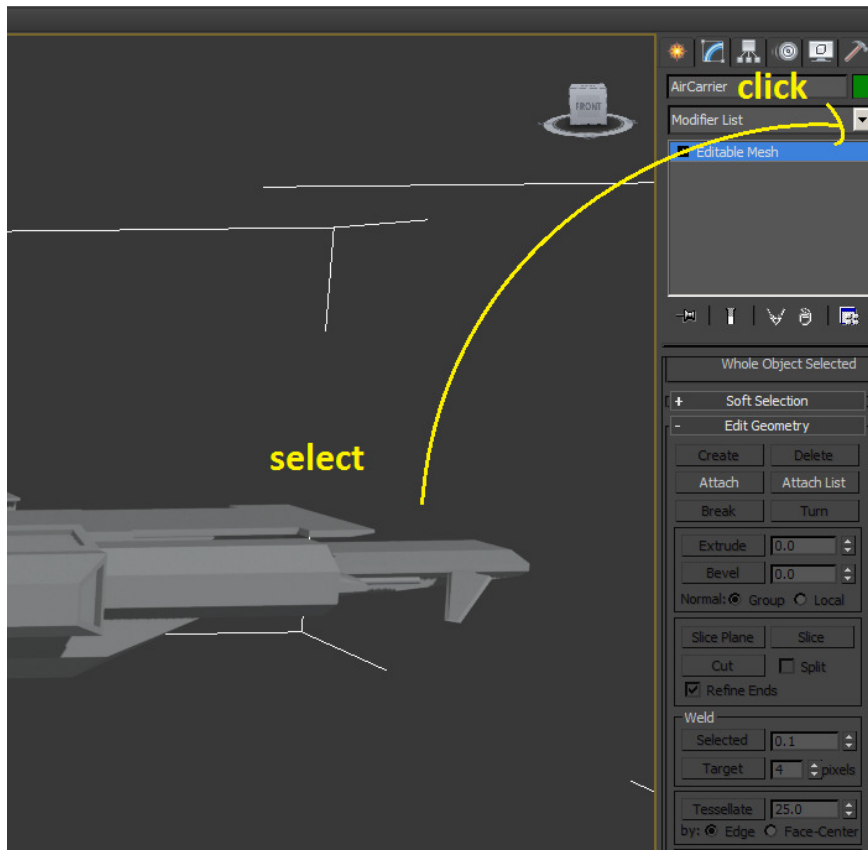 AirCarrier
click
Modifier List
Editable Mesh
FRONT
Whole Object Selected
+ Soft Selection
- Edit Geometry
select
Create Delete
Attach Attach List
Break Turn
Extrude 0.0
Bevel 0.0
Normal: Group Local
Slice Plane Slice
Cut Split
Refine Ends
Weld
Selected 0.1
Target 4 pixels
Tessellate 25.0
by: Edge Face-Center